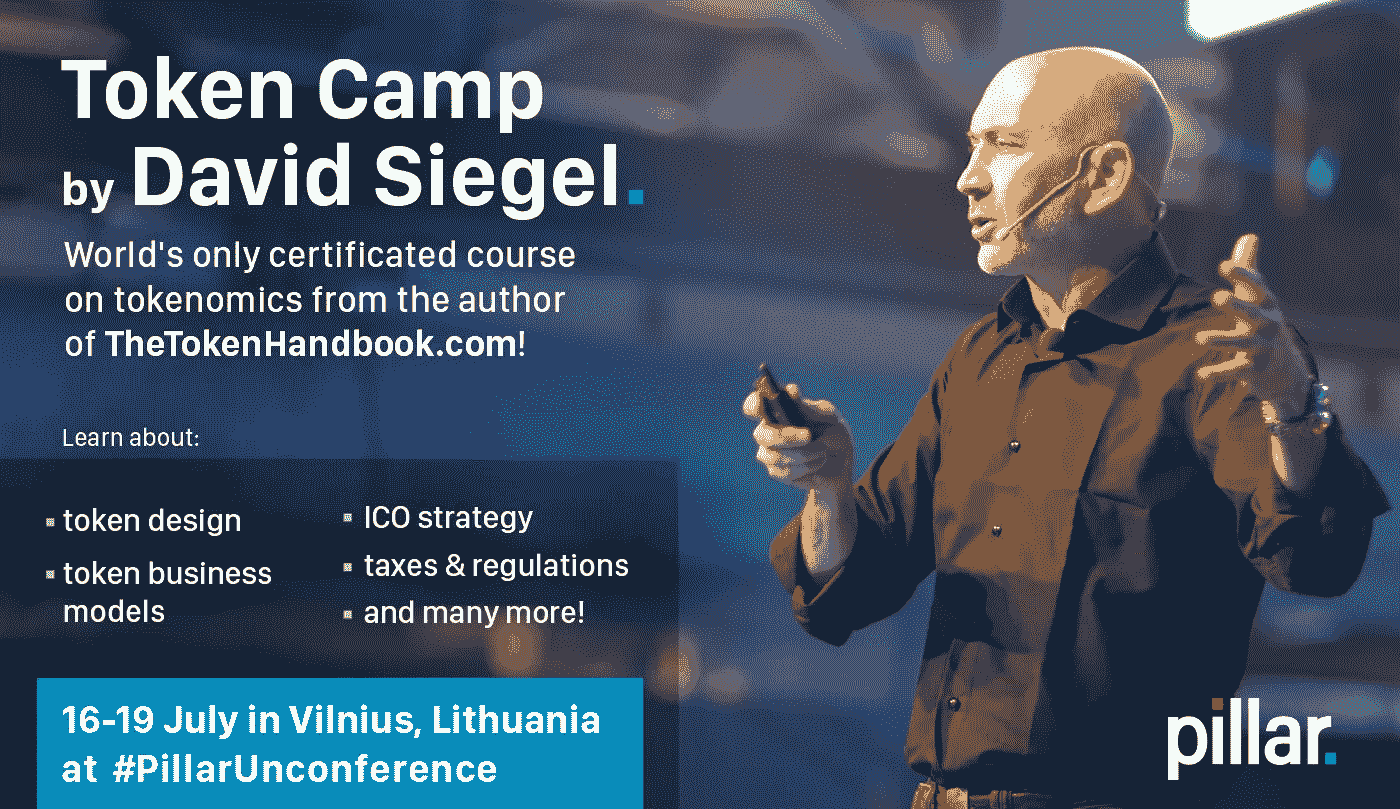 Token Camp
by David Siegel.
World's only certificated course
on tokenomics from the author
of TheTokenHandbook.com!
Learn about:
token design
token business
models
ICO strategy
taxes & regulations
and many more!
16-19 July in Vilnius, Lithuania
at #PillarUnconference
pillar.